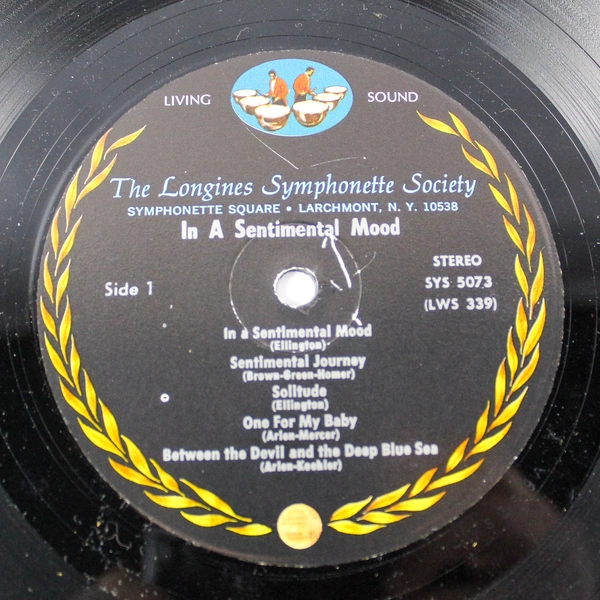 LIVING SOUND
The Longines Symphonette Society
SYMPHONETTE SQUARE • LARCHMONT, N. Y. 10538
In A Sentimental Mood
STEREO
Side 1
SYS 5073
(LWS 339)
In a Sentimental Mood
(Ellington)
Sentimental Journey
(Brown-Green-Homer)
Solitude
(Ellington)
One For My Baby
(Arlen-Mercer)
Between the Devil and the Deep Blue Sea
(Arlen-Koehler)